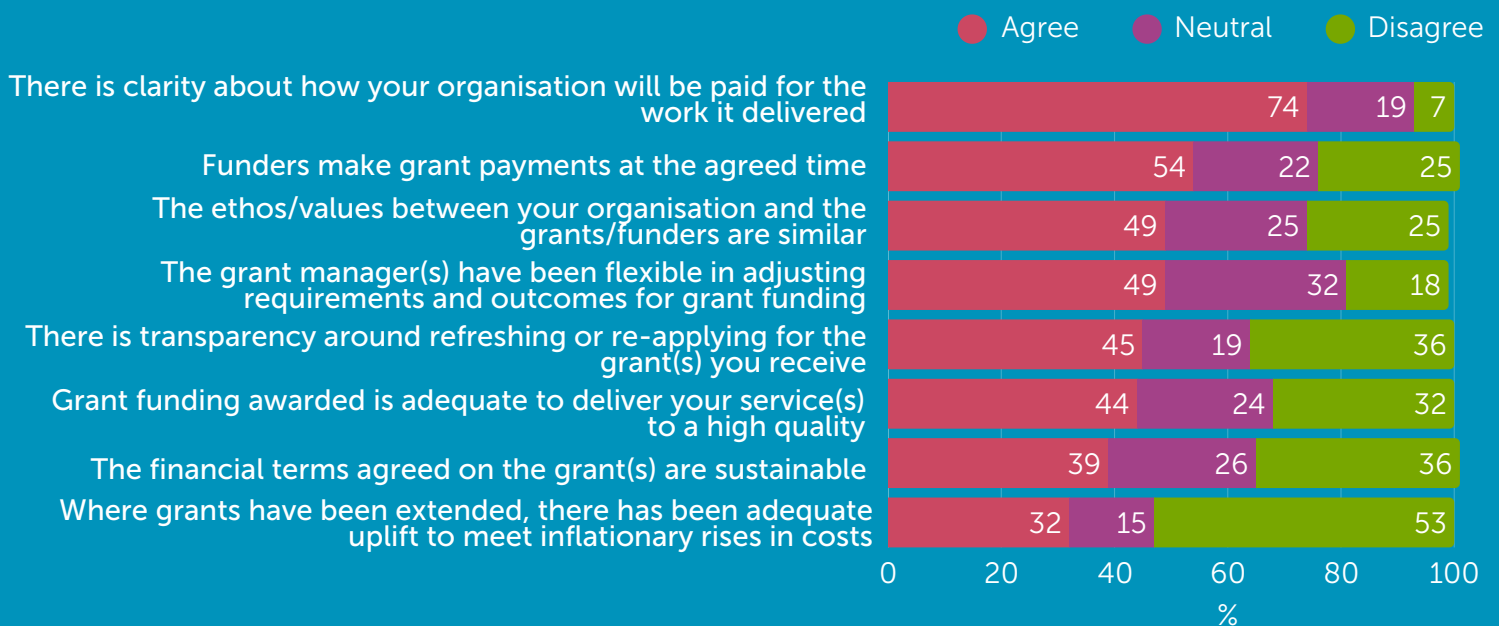 Agree Neutral Disagree
There is clarity about how your organisation will be paid for the
work it delivered
74 19 7
Funders make grant payments at the agreed time
54 22 25
The ethos/values between your organisation and the
grants/funders are similar
49 25 25
The grant manager(s) have been flexible in adjusting
requirements and outcomes for grant funding
49 32 18
There is transparency around refreshing or re-applying for the
grant(s) you receive
45 19 36
Grant funding awarded is adequate to deliver your service(s)
to a high quality
44 24 32
The financial terms agreed on the grant(s) are sustainable
39 26 36
Where grants have been extended, there has been adequate
uplift to meet inflationary rises in costs
32 15 53
0 20 40 60 80 100
%